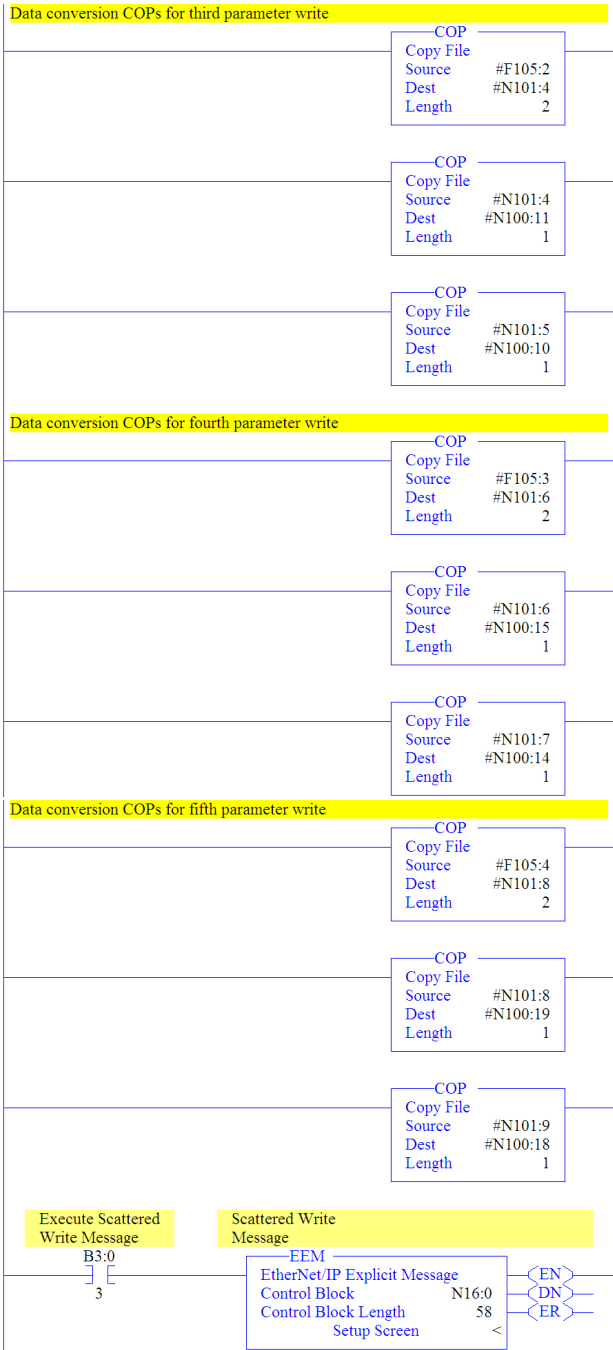 Data conversion COPs for third parameter write
COP
Copy File
Source #F105:2
Dest #N101:4
Length 2
COP
Copy File
Source #N101:4
Dest #N100:11
Length 1
COP
Copy File
Source #N101:5
Dest #N100:10
Length 1
Data conversion COPs for fourth parameter write
COP
Copy File
Source #F105:3
Dest #N101:6
Length 2
COP
Copy File
Source #N101:6
Dest #N100:15
Length 1
COP
Copy File
Source #N101:7
Dest #N100:14
Length 1
Data conversion COPs for fifth parameter write
COP
Copy File
Source #F105:4
Dest #N101:8
Length 2
COP
Copy File
Source #N101:8
Dest #N100:19
Length 1
COP
Copy File
Source #N101:9
Dest #N100:18
Length 1
Execute Scattered
Write Message
B3:0
3
Scattered Write
Message
EEM
EtherNet/IP Explicit Message
Control Block N16:0
Control Block Length 58
Setup Screen <
EN
DN
ER